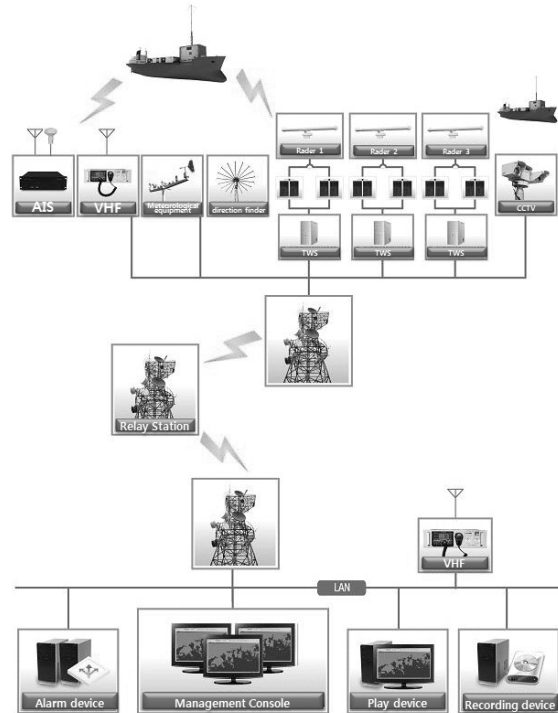 Rader 1
Rader 2
Rader 3
AIS
VHF
Meteorological
equipment
direction finder
CCTV
TWS
TWS
TWS
Relay Station
VHF
LAN
Alarm device
Management Console
Play device
Recording device